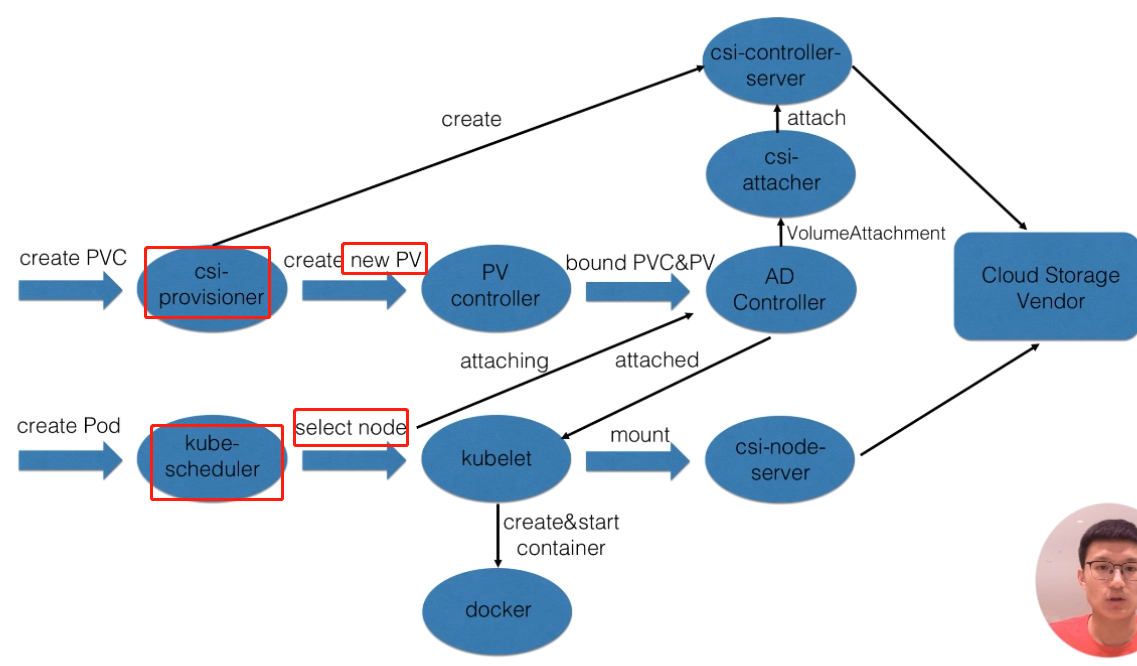 csi-controller-
server
create
attach
csi-
attacher
VolumeAttachment
create PVC
csi-
provisioner
create new PV
PV
controller
bound PVC&PV
AD
Controller
Cloud Storage
Vendor
attaching
attached
create Pod
kube-
scheduler
select node
kubelet
mount
csi-node-
server
create&start
container
docker